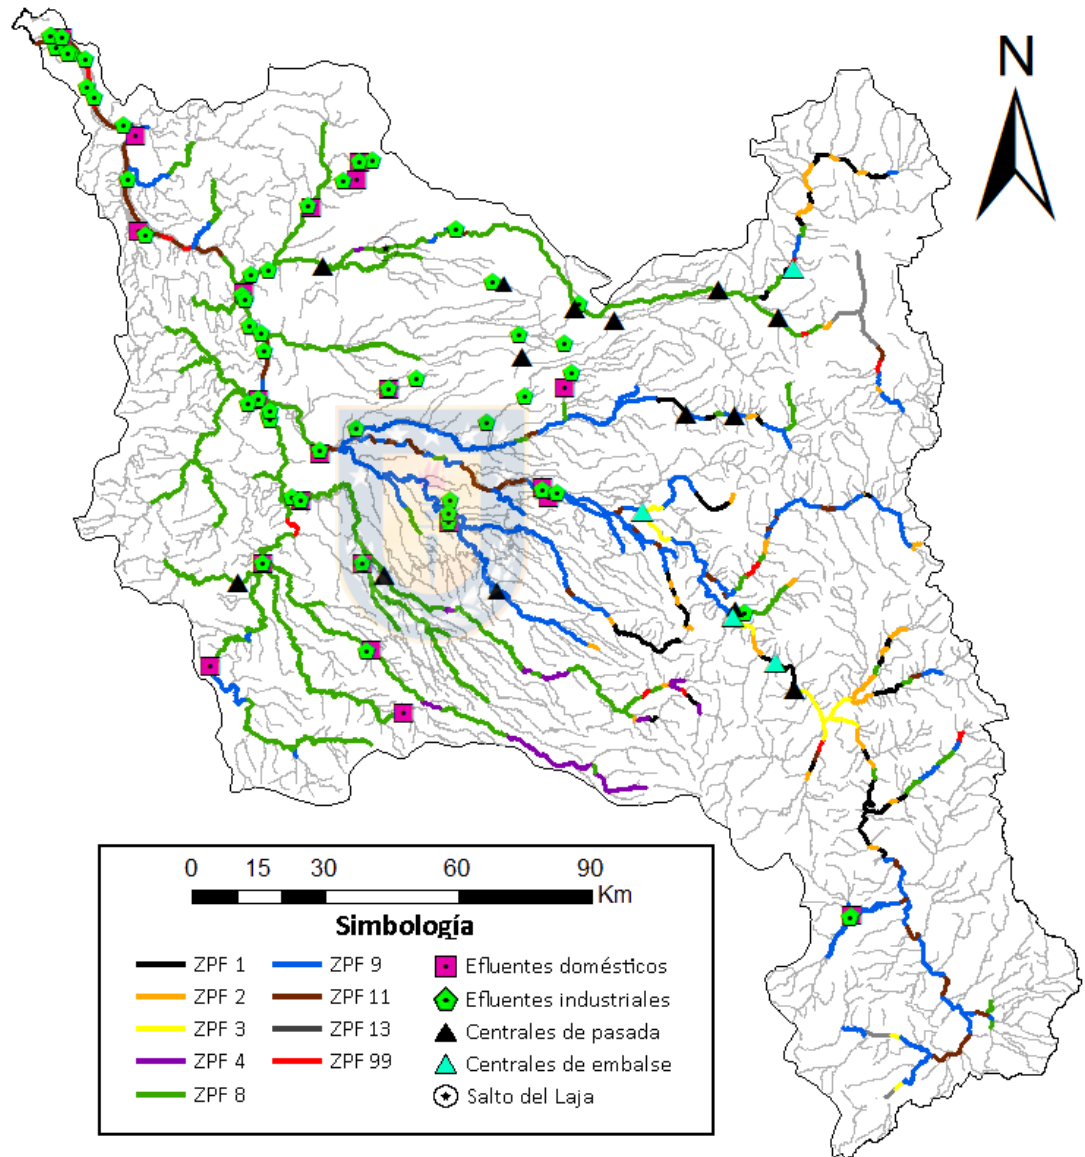 N
0 15 30 60 90
Km
Simbología
ZPF 1 ZPF 9 Efluentes domésticos
ZPF 2 ZPF 11 Efluentes industriales
ZPF 3 ZPF 13 Centrales de pasada
ZPF 4 ZPF 99 Centrales de embalse
ZPF 8 Salto del Laja